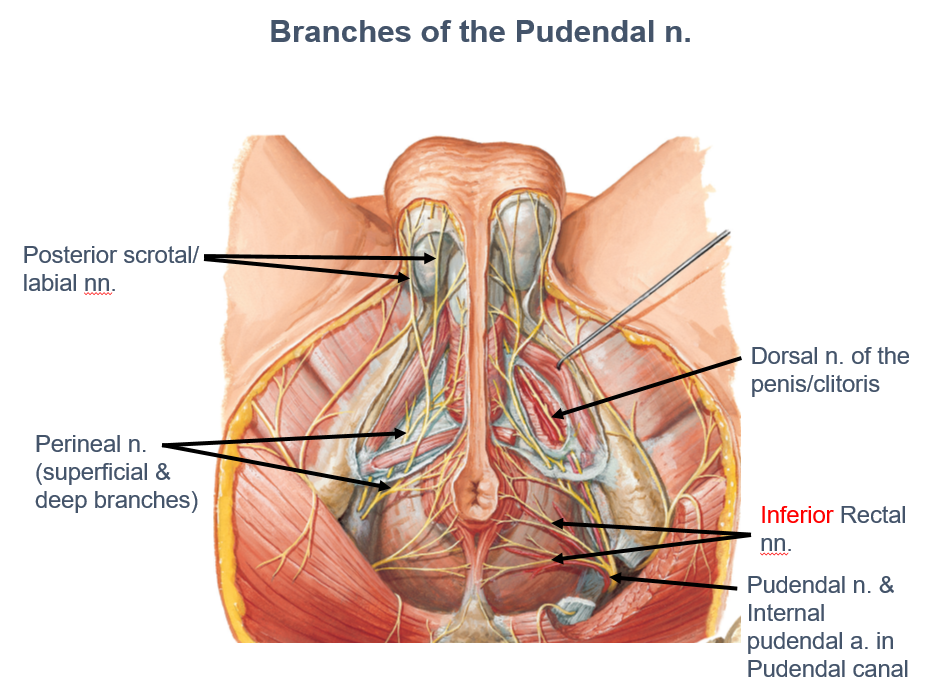 Branches of the Pudendal n.
Posterior scrotal/
labial nn.
Dorsal n. of the
penis/clitoris
Perineal n.
(superficial &
deep branches)
Inferior Rectal
nn.
Pudendal n. &
Internal
pudendal a. in
Pudendal canal